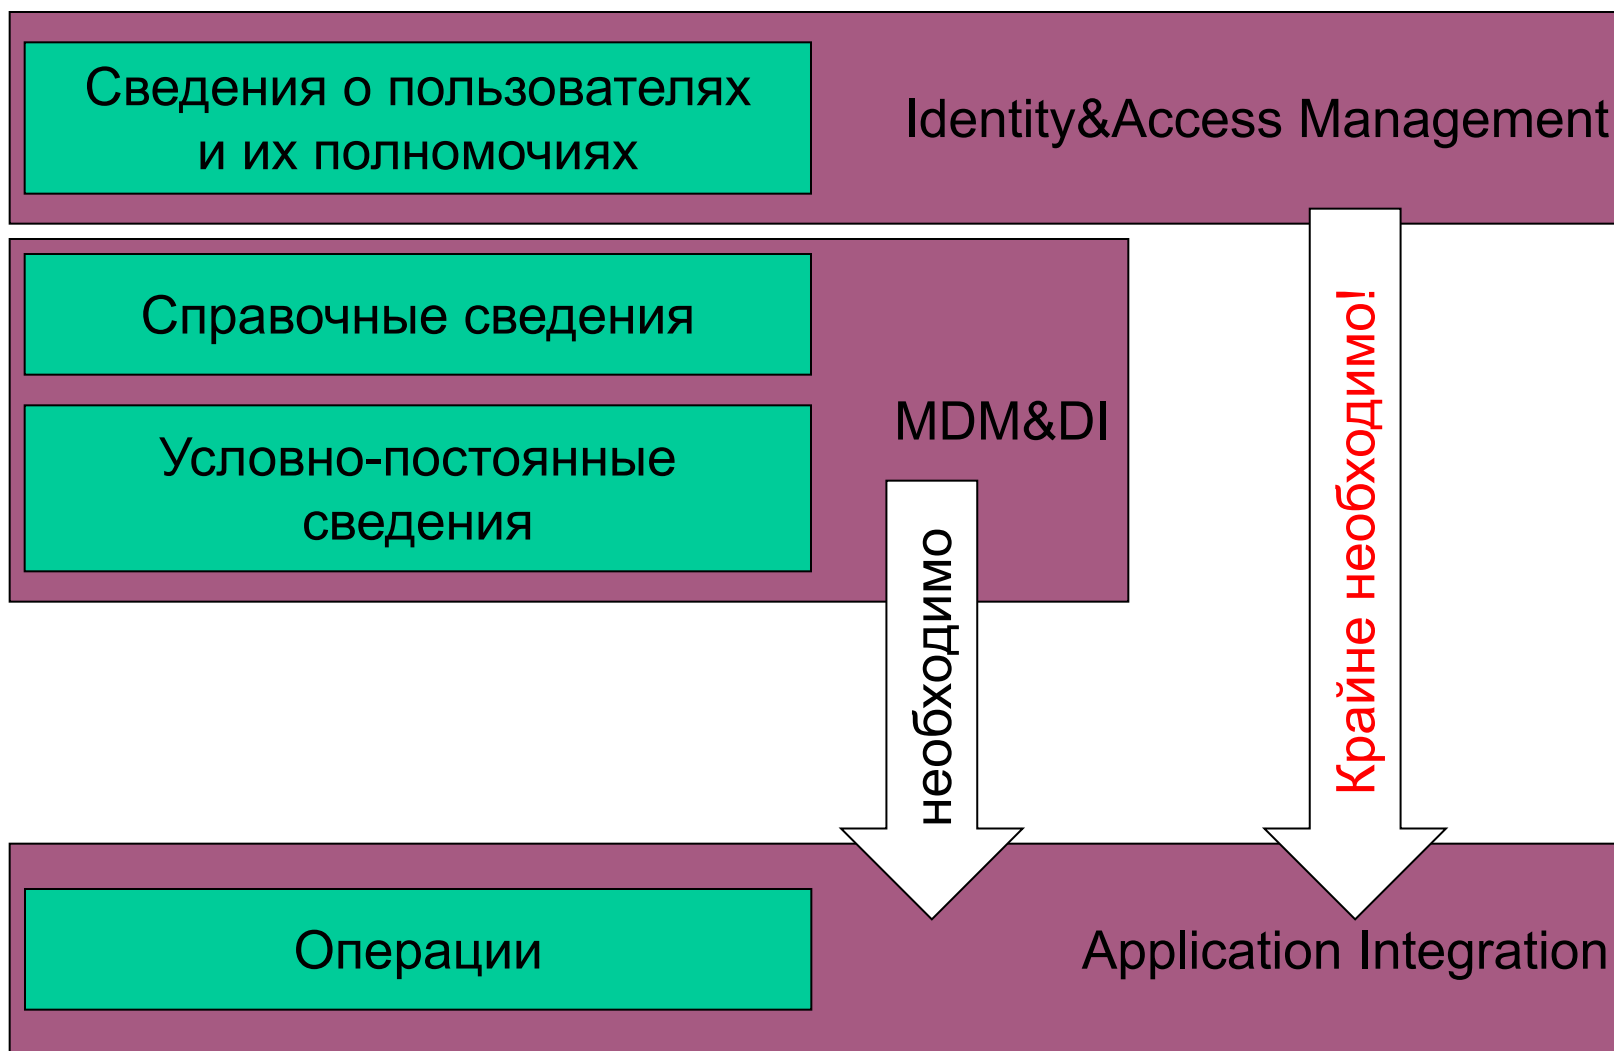 Сведения о пользователях
и их полномочиях
Identity&Access Management
Справочные сведения
Условно-постоянные
сведения
MDM&DI
необходимо
Крайне необходимо!
Операции
Application Integration